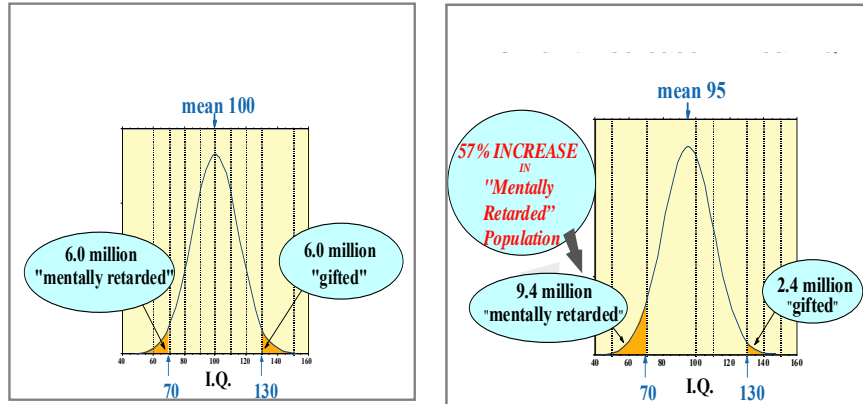 mean 100
6.0 million
"mentally retarded"
6.0 million
"gifted"
40 60 80 100 120 140 160
70
I.Q.
130
mean 95
57% INCREASE
IN
"Mentally
Retarded”
Population
9.4 million
"mentally retarded"
2.4 million
"gifted"
40 60 80 100 120 140 160
70
I.Q.
130